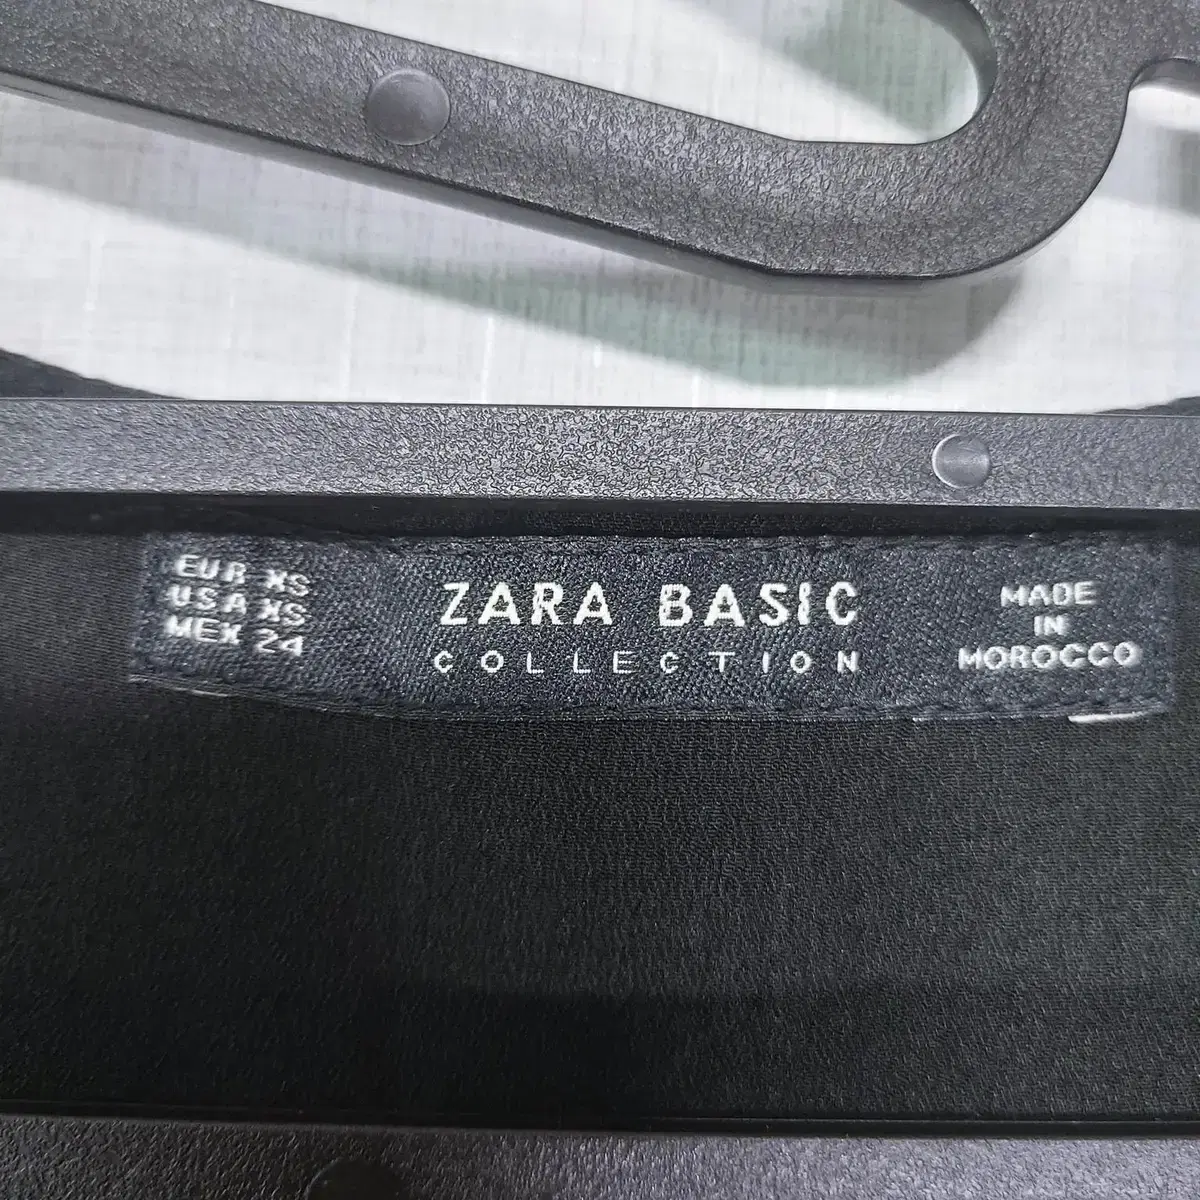 EUR XS
USA XS
MEX 24
ZARA BASIC
COLLECTION
MADE
IN
MOROCCO